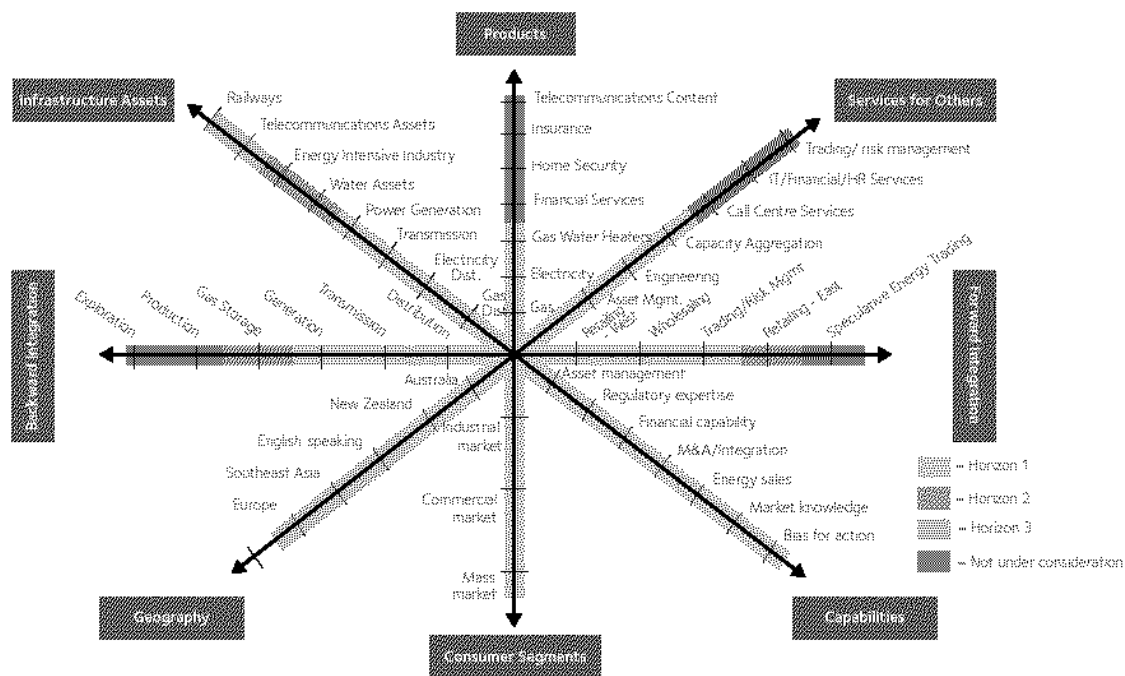 Products
Infrastructure Assets
Services for Others
Railways
Telecommunications Assets
Energy Intensive Industry
Water Assets
Power Generation
Transmission
Electricity
Dist.
Gas
Dist.
Telecommunications Content
Insurance
Home Security
Financial Services
Gas Water Heaters
Electricity
Gas
Trading/ risk management
IT/Financial/HR Services
Call Centre Services
Capacity Aggregation
Engineering
Asset Mgmt.
Backward Integration
Exploration
Production
Gas Storage
Generation
Transmission
Distribution
Retailing
- West
Wholesaling
Trading/Risk Mgmt
Retailing - East
Speculative Energy Trading
Forward Integration
Australia
New Zealand
English speaking
Southeast Asia
Europe
Industrial
market
Commercial
market
Mass
market
Asset management
Regulatory expertise
Financial capability
M&A/Integration
Energy sales
Market knowledge
Bias for action
– Horizon 1
– Horizon 2
– Horizon 3
– Not under consideration
Geography
Consumer Segments
Capabilities